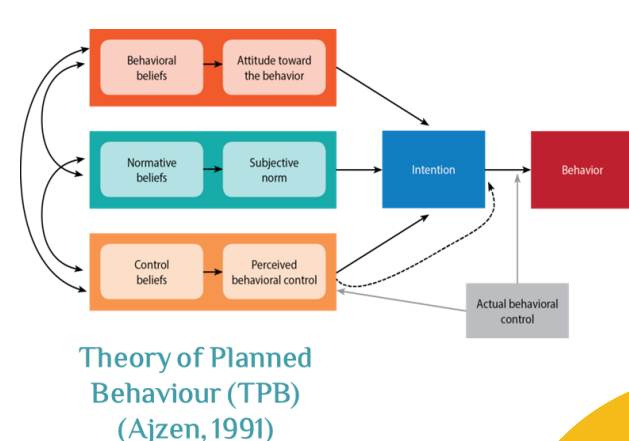 Behavioral
beliefs
Attitude toward
the behavior
Normative
beliefs
Subjective
norm
Intention
Behavior
Control
beliefs
Perceived
behavioral control
Actual behavioral
control
Theory of Planned
Behaviour (TPB)
(Ajzen, 1991)